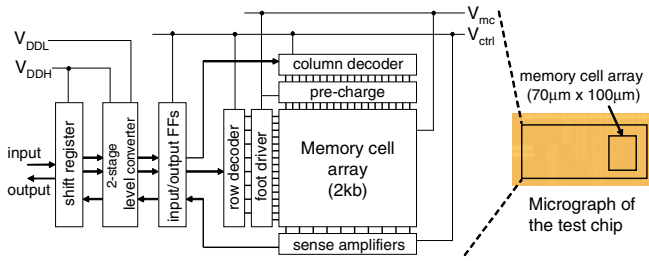 V_mc
V_ctrl
V_DDL
V_DDH
column decoder
pre-charge
memory cell array
(70μm x 100μm)
input
output
shift register
2-stage
level converter
input/output FFs
row decoder
foot driver
Memory cell
array
(2kb)
sense amplifiers
Micrograph of
the test chip